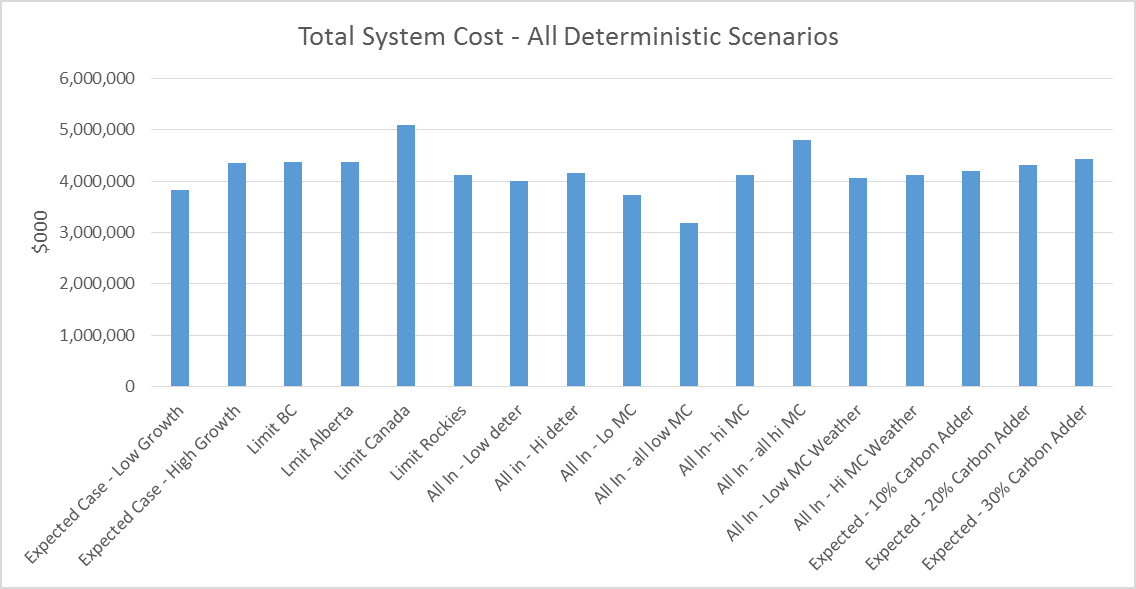 Total System Cost - All Deterministic Scenarios
6,000,000
5,000,000
4,000,000
3,000,000
2,000,000
1,000,000
0
$000
Expected Case - Low Growth
Expected Case - High Growth
Limit BC
Lmit Alberta
Limit Canada
Limit Rockies
All In - Low deter
All in - Hi deter
All In - Lo MC
All In - all low MC
All In- hi MC
All In - all hi MC
All In - Low MC Weather
All In - Hi MC Weather
Expected - 10% Carbon Adder
Expected - 20% Carbon Adder
Expected - 30% Carbon Adder